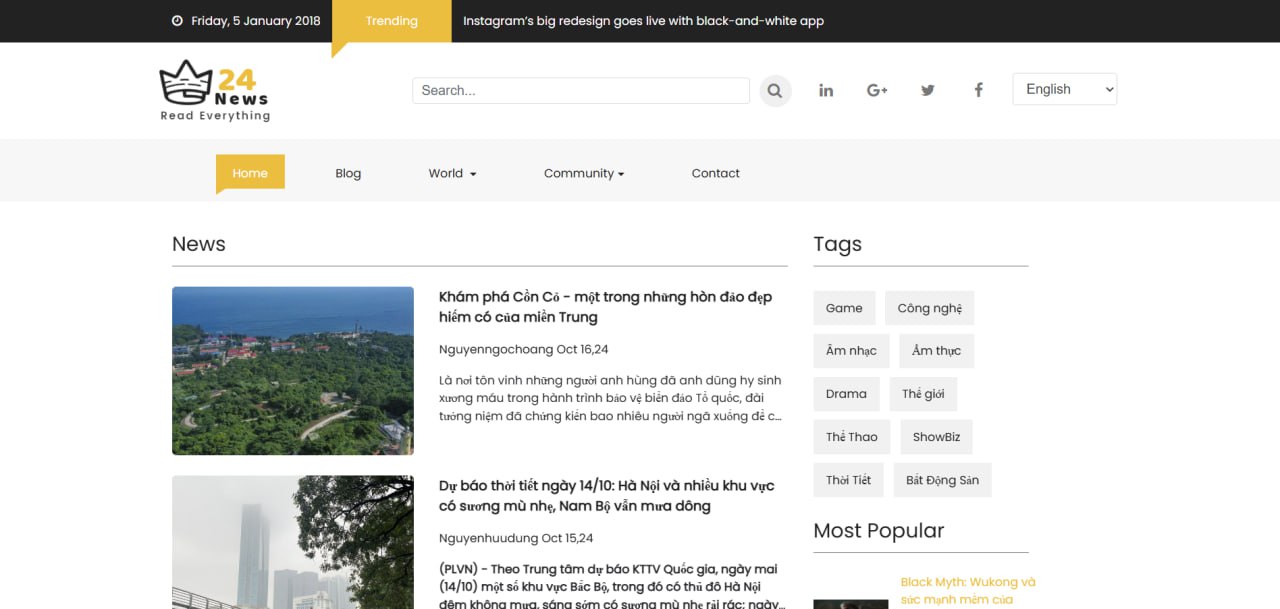 Friday, 5 January 2018
Trending
Instagram's big redesign goes live with black-and-white app
24
News
Read Everything
Search...
English
Home
Blog
World
Community
Contact
News
Khám phá Cồn Cỏ - một trong những hòn đảo đẹp
hiếm có của miền Trung
Nguyenngochoang Oct 16,24
Là nơi tôn vinh những người anh hùng đã anh dũng hy sinh
xương máu trong hành trình bảo vệ biển đảo Tổ quốc, đài
tưởng niệm đã chứng kiến bao nhiêu người ngã xuống để c...
Dự báo thời tiết ngày 14/10: Hà Nội và nhiều khu vực
có sương mù nhẹ, Nam Bộ vẫn mưa dông
Nguyenhuudung Oct 15,24
(PLVN) - Theo Trung tâm dự báo KTTV Quốc gia, ngày mai
(14/10) một số khu vực Bắc Bộ, trong đó có thủ đô Hà Nội
đêm không mưa, sáng sớm có sương mù nhẹ rải rác; ngày...
Tags
Game
Công nghệ
Âm nhạc
Ẩm thực
Drama
Thế giới
Thể Thao
ShowBiz
Thời Tiết
Bất Động Sản
Most Popular
Black Myth: Wukong và
sức mạnh mềm của